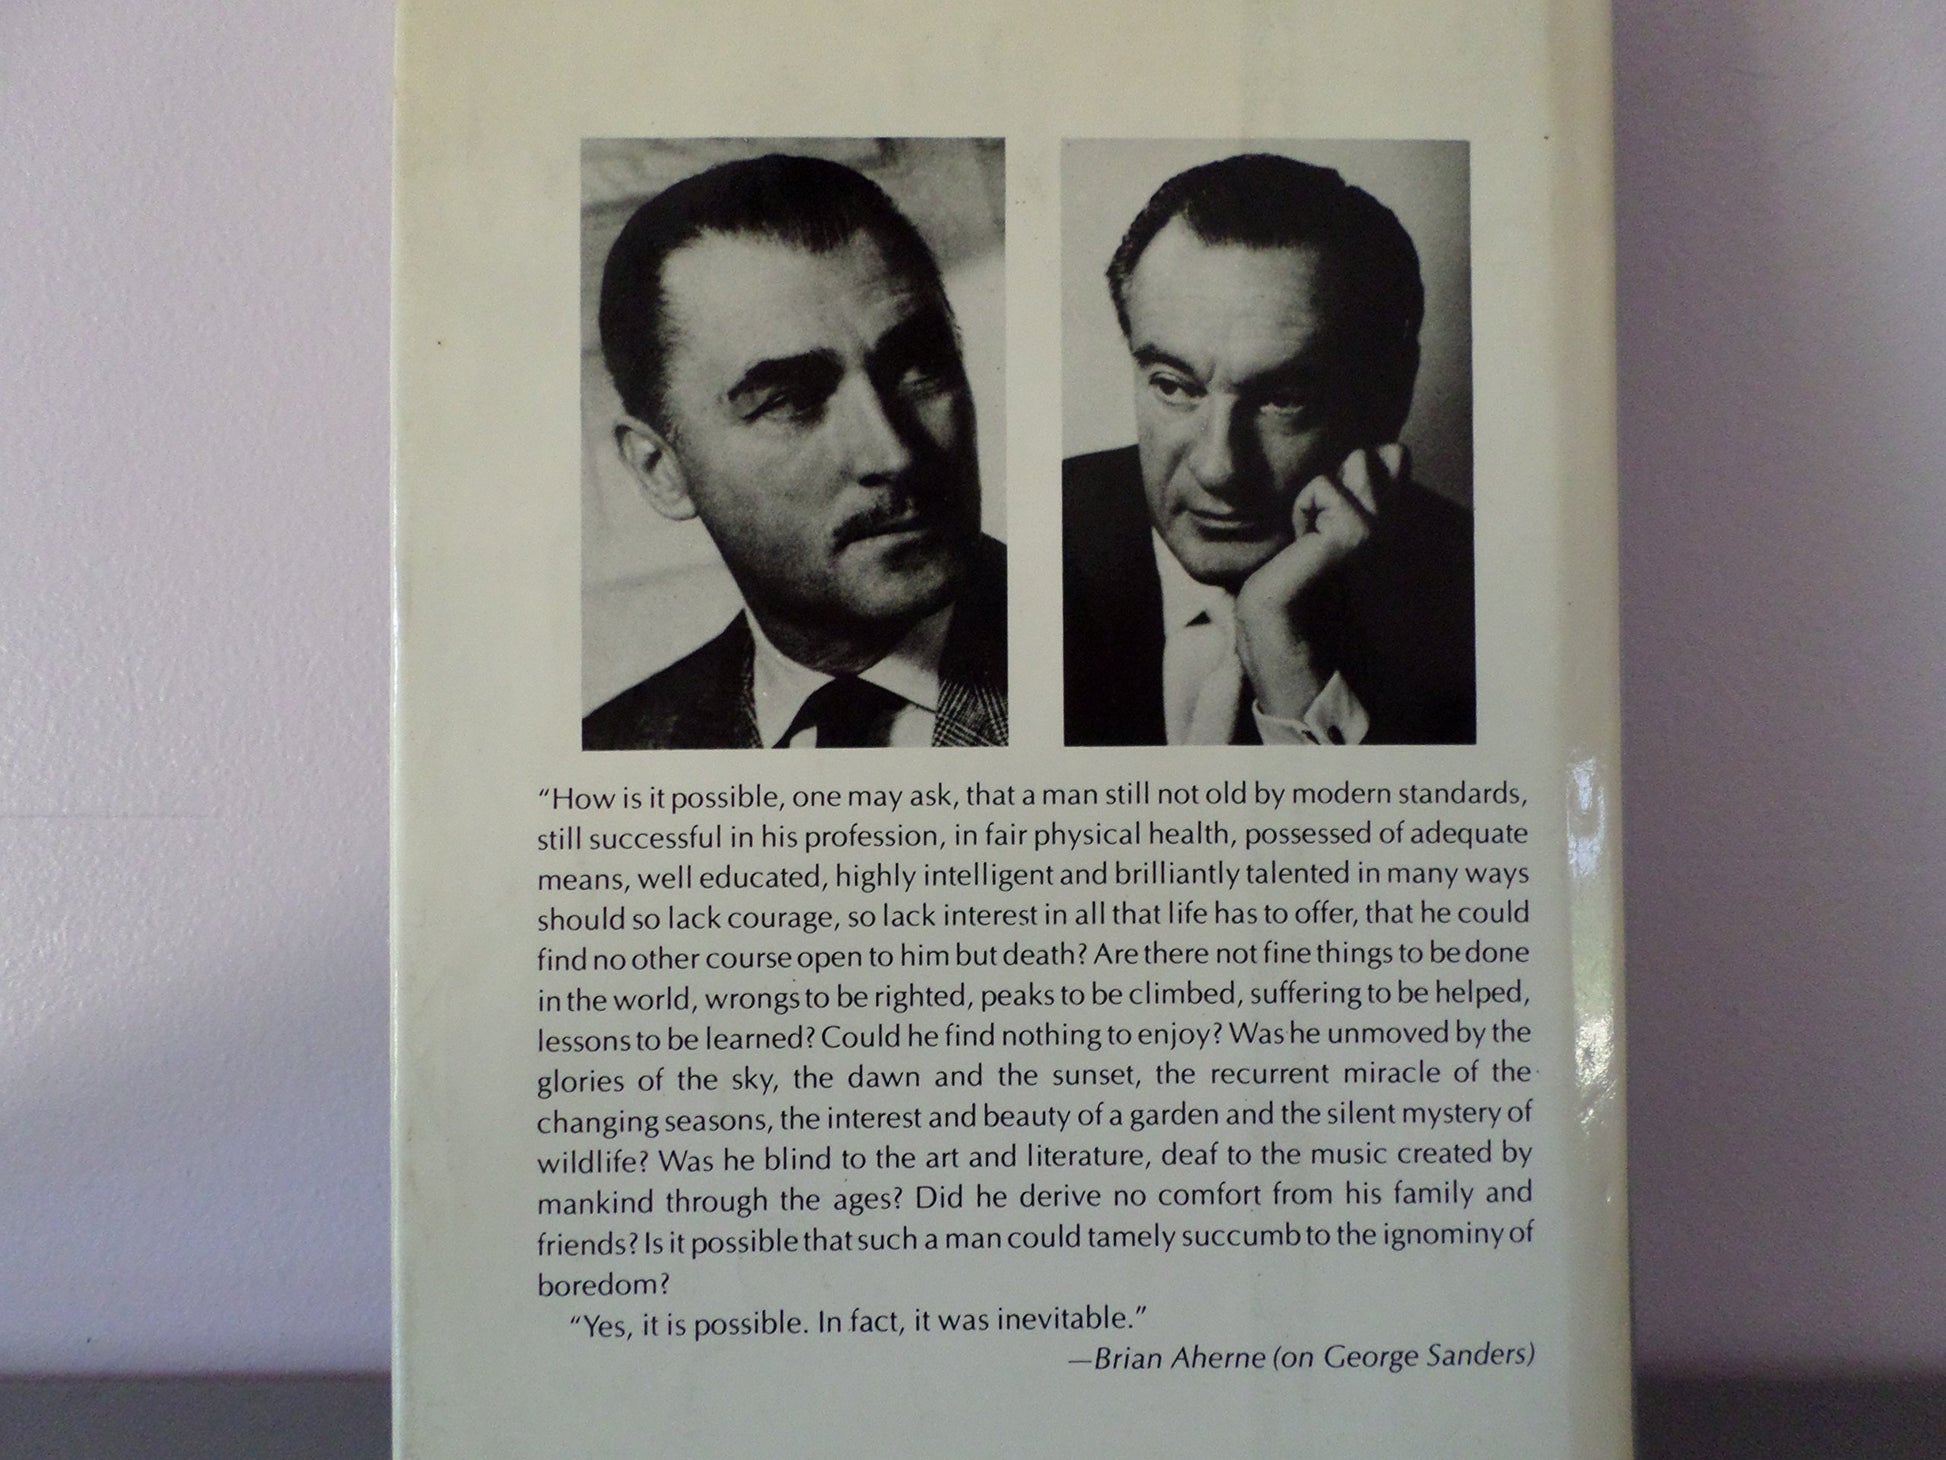 “How is it possible, one may ask, that a man still not old by modern standards,
still successful in his profession, in fair physical health, possessed of adequate
means, well educated, highly intelligent and brilliantly talented in many ways
should so lack courage, so lack interest in all that life has to offer, that he could
find no other course open to him but death? Are there not fine things to be done
in the world, wrongs to be righted, peaks to be climbed, suffering to be helped,
lessons to be learned? Could he find nothing to enjoy? Was he unmoved by the
glories of the sky, the dawn and the sunset, the recurrent miracle of the
changing seasons, the interest and beauty of a garden and the silent mystery of
wildlife? Was he blind to the art and literature, deaf to the music created by
mankind through the ages? Did he derive no comfort from his family and
friends? Is it possible that such a man could tamely succumb to the ignominy of
boredom?
“Yes, it is possible. In fact, it was inevitable.”
—Brian Aherne (on George Sanders)